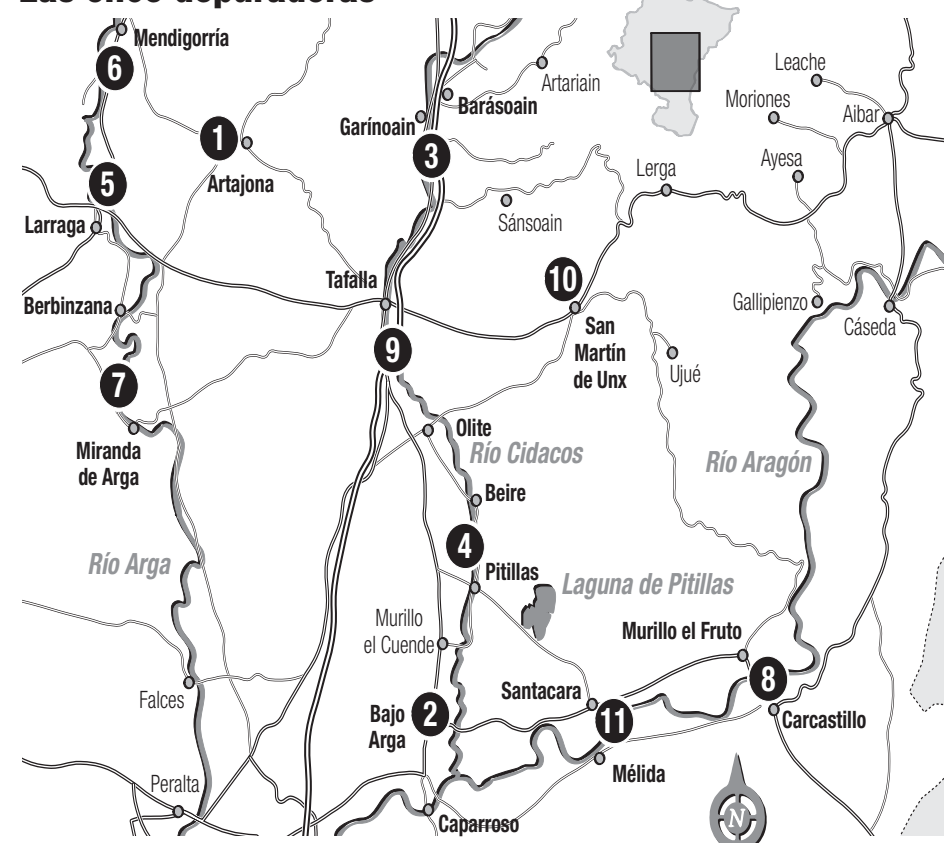 Las once depuradoras
Mendigorría
6
Artariain
Leache
Barásoain
Moriones
Garínoain
Aibar
1
3
Artajona
Ayesa
5
Lerga
Larraga
Sánsoain
Tafalla
10
Berbinzana
Gallipienzo
San
Martín
de Unx
Cáseda
9
Ujué
7
Miranda
de Arga
Olite
Río Cidacos
Río Aragón
Beire
4
Río Arga
Pitillas
Laguna de Pitillas
Murillo
el Cuende
Murillo el Fruto
8
Falces
Santacara
Bajo
Arga
2
11
Carcastillo
Mélida
Peralta
Caparroso
N